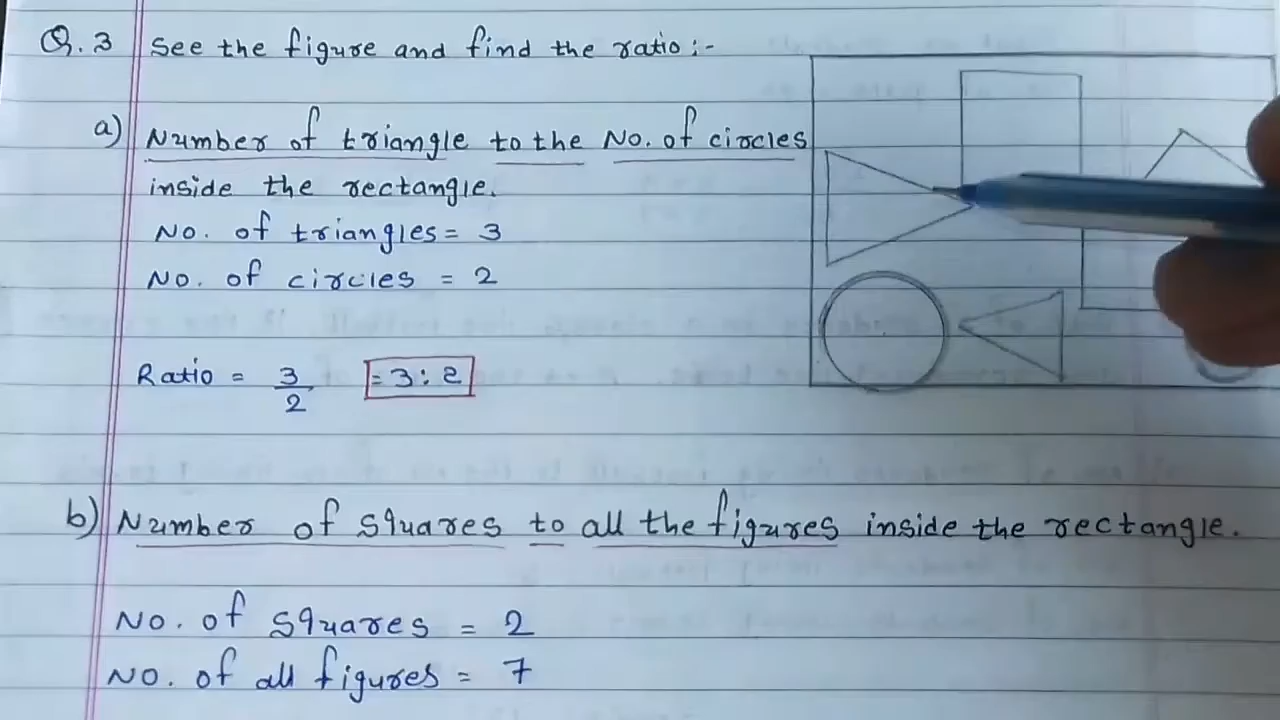 Q.3 See the figure and find the ratio :-
a) Number of triangle to the No. of circles
inside the rectangle.
No. of triangles = 3
No. of circles = 2
Ratio = 3/2 = 3:2
b) Number of squares to all the figures inside the rectangle.
No. of squares = 2
No. of all figures = 7